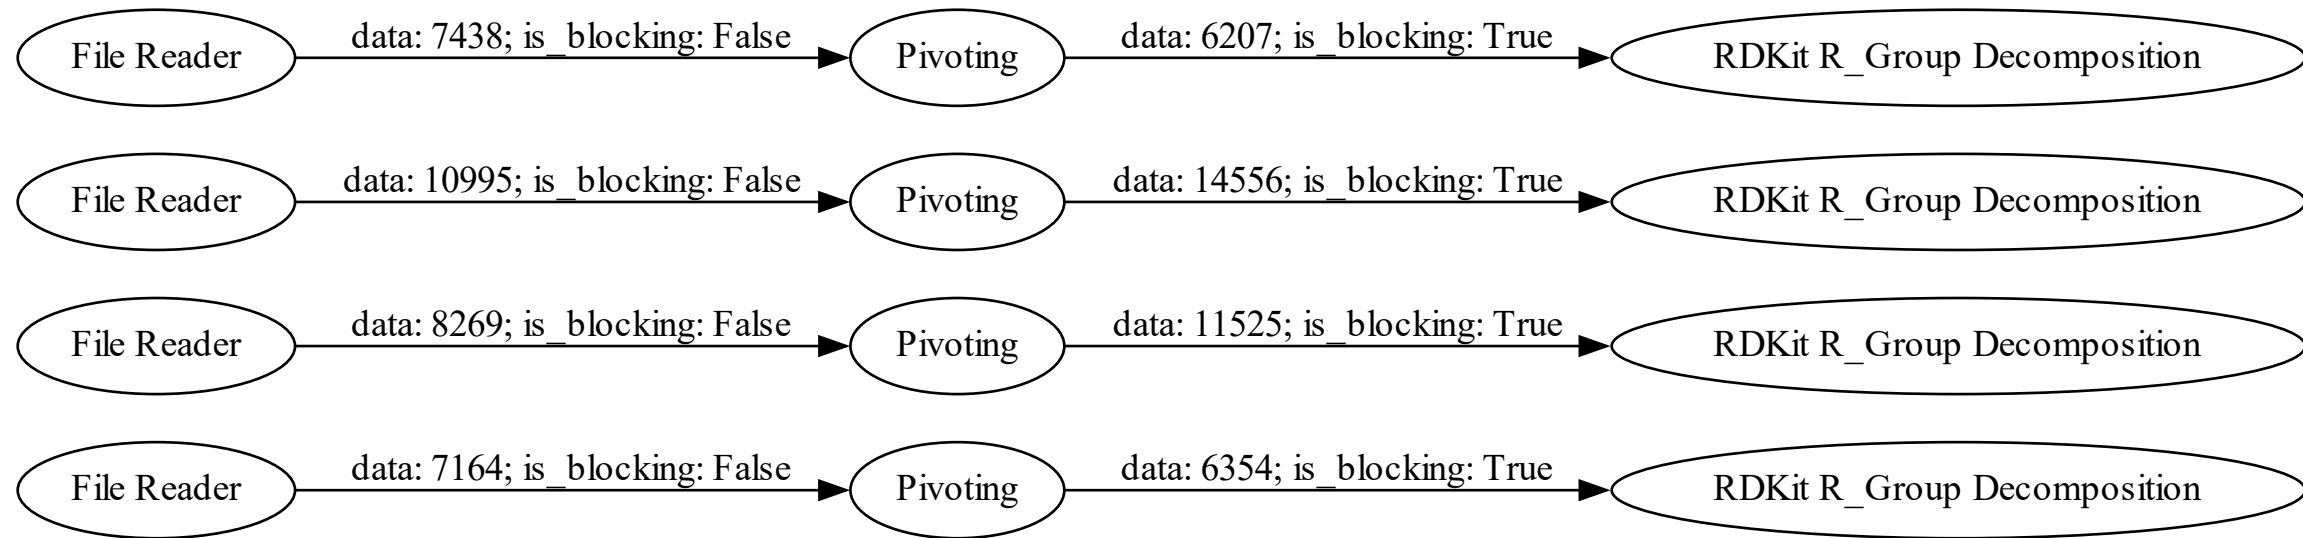 File Reader data: 7438; is_blocking: False Pivoting data: 6207; is_blocking: True RDKit R_Group Decomposition
File Reader data: 10995; is_blocking: False Pivoting data: 14556; is_blocking: True RDKit R_Group Decomposition
File Reader data: 8269; is_blocking: False Pivoting data: 11525; is_blocking: True RDKit R_Group Decomposition
File Reader data: 7164; is_blocking: False Pivoting data: 6354; is_blocking: True RDKit R_Group Decomposition